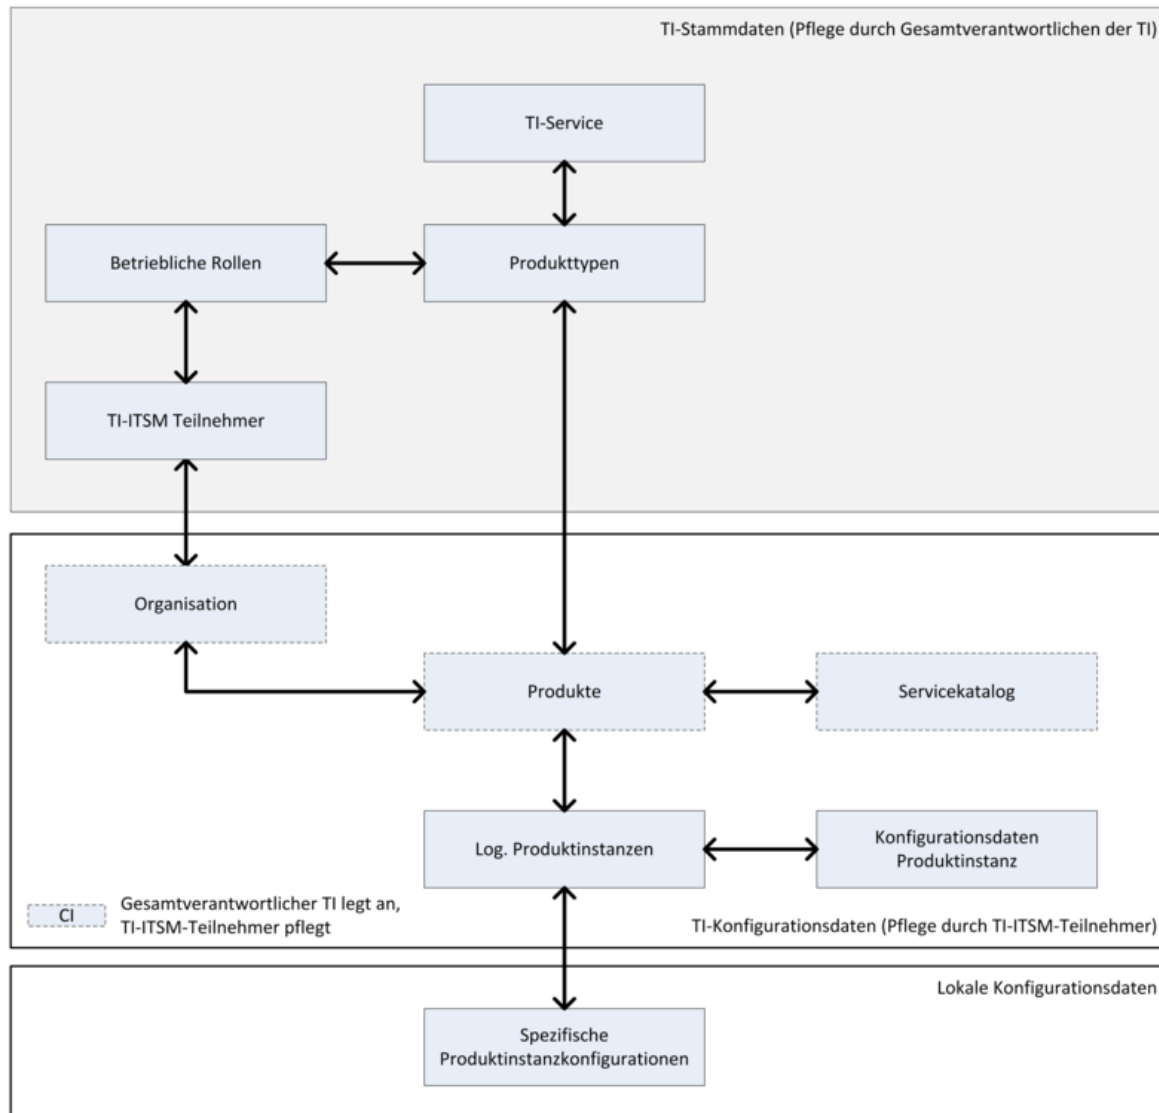 TI-Stammdaten (Pflege durch Gesamtverantwortlichen der TI)
TI-Service
Betriebliche Rollen
Produkttypen
TI-ITSM Teilnehmer
Organisation
Produkte
Servicekatalog
Log. Produktinstanzen
Konfigurationsdaten
Produktinstanz
CI
Gesamtverantwortlicher TI legt an,
TI-ITSM-Teilnehmer pflegt
TI-Konfigurationsdaten (Pflege durch TI-ITSM-Teilnehmer)
Lokale Konfigurationsdaten
Spezifische
Produktinstanzkonfigurationen